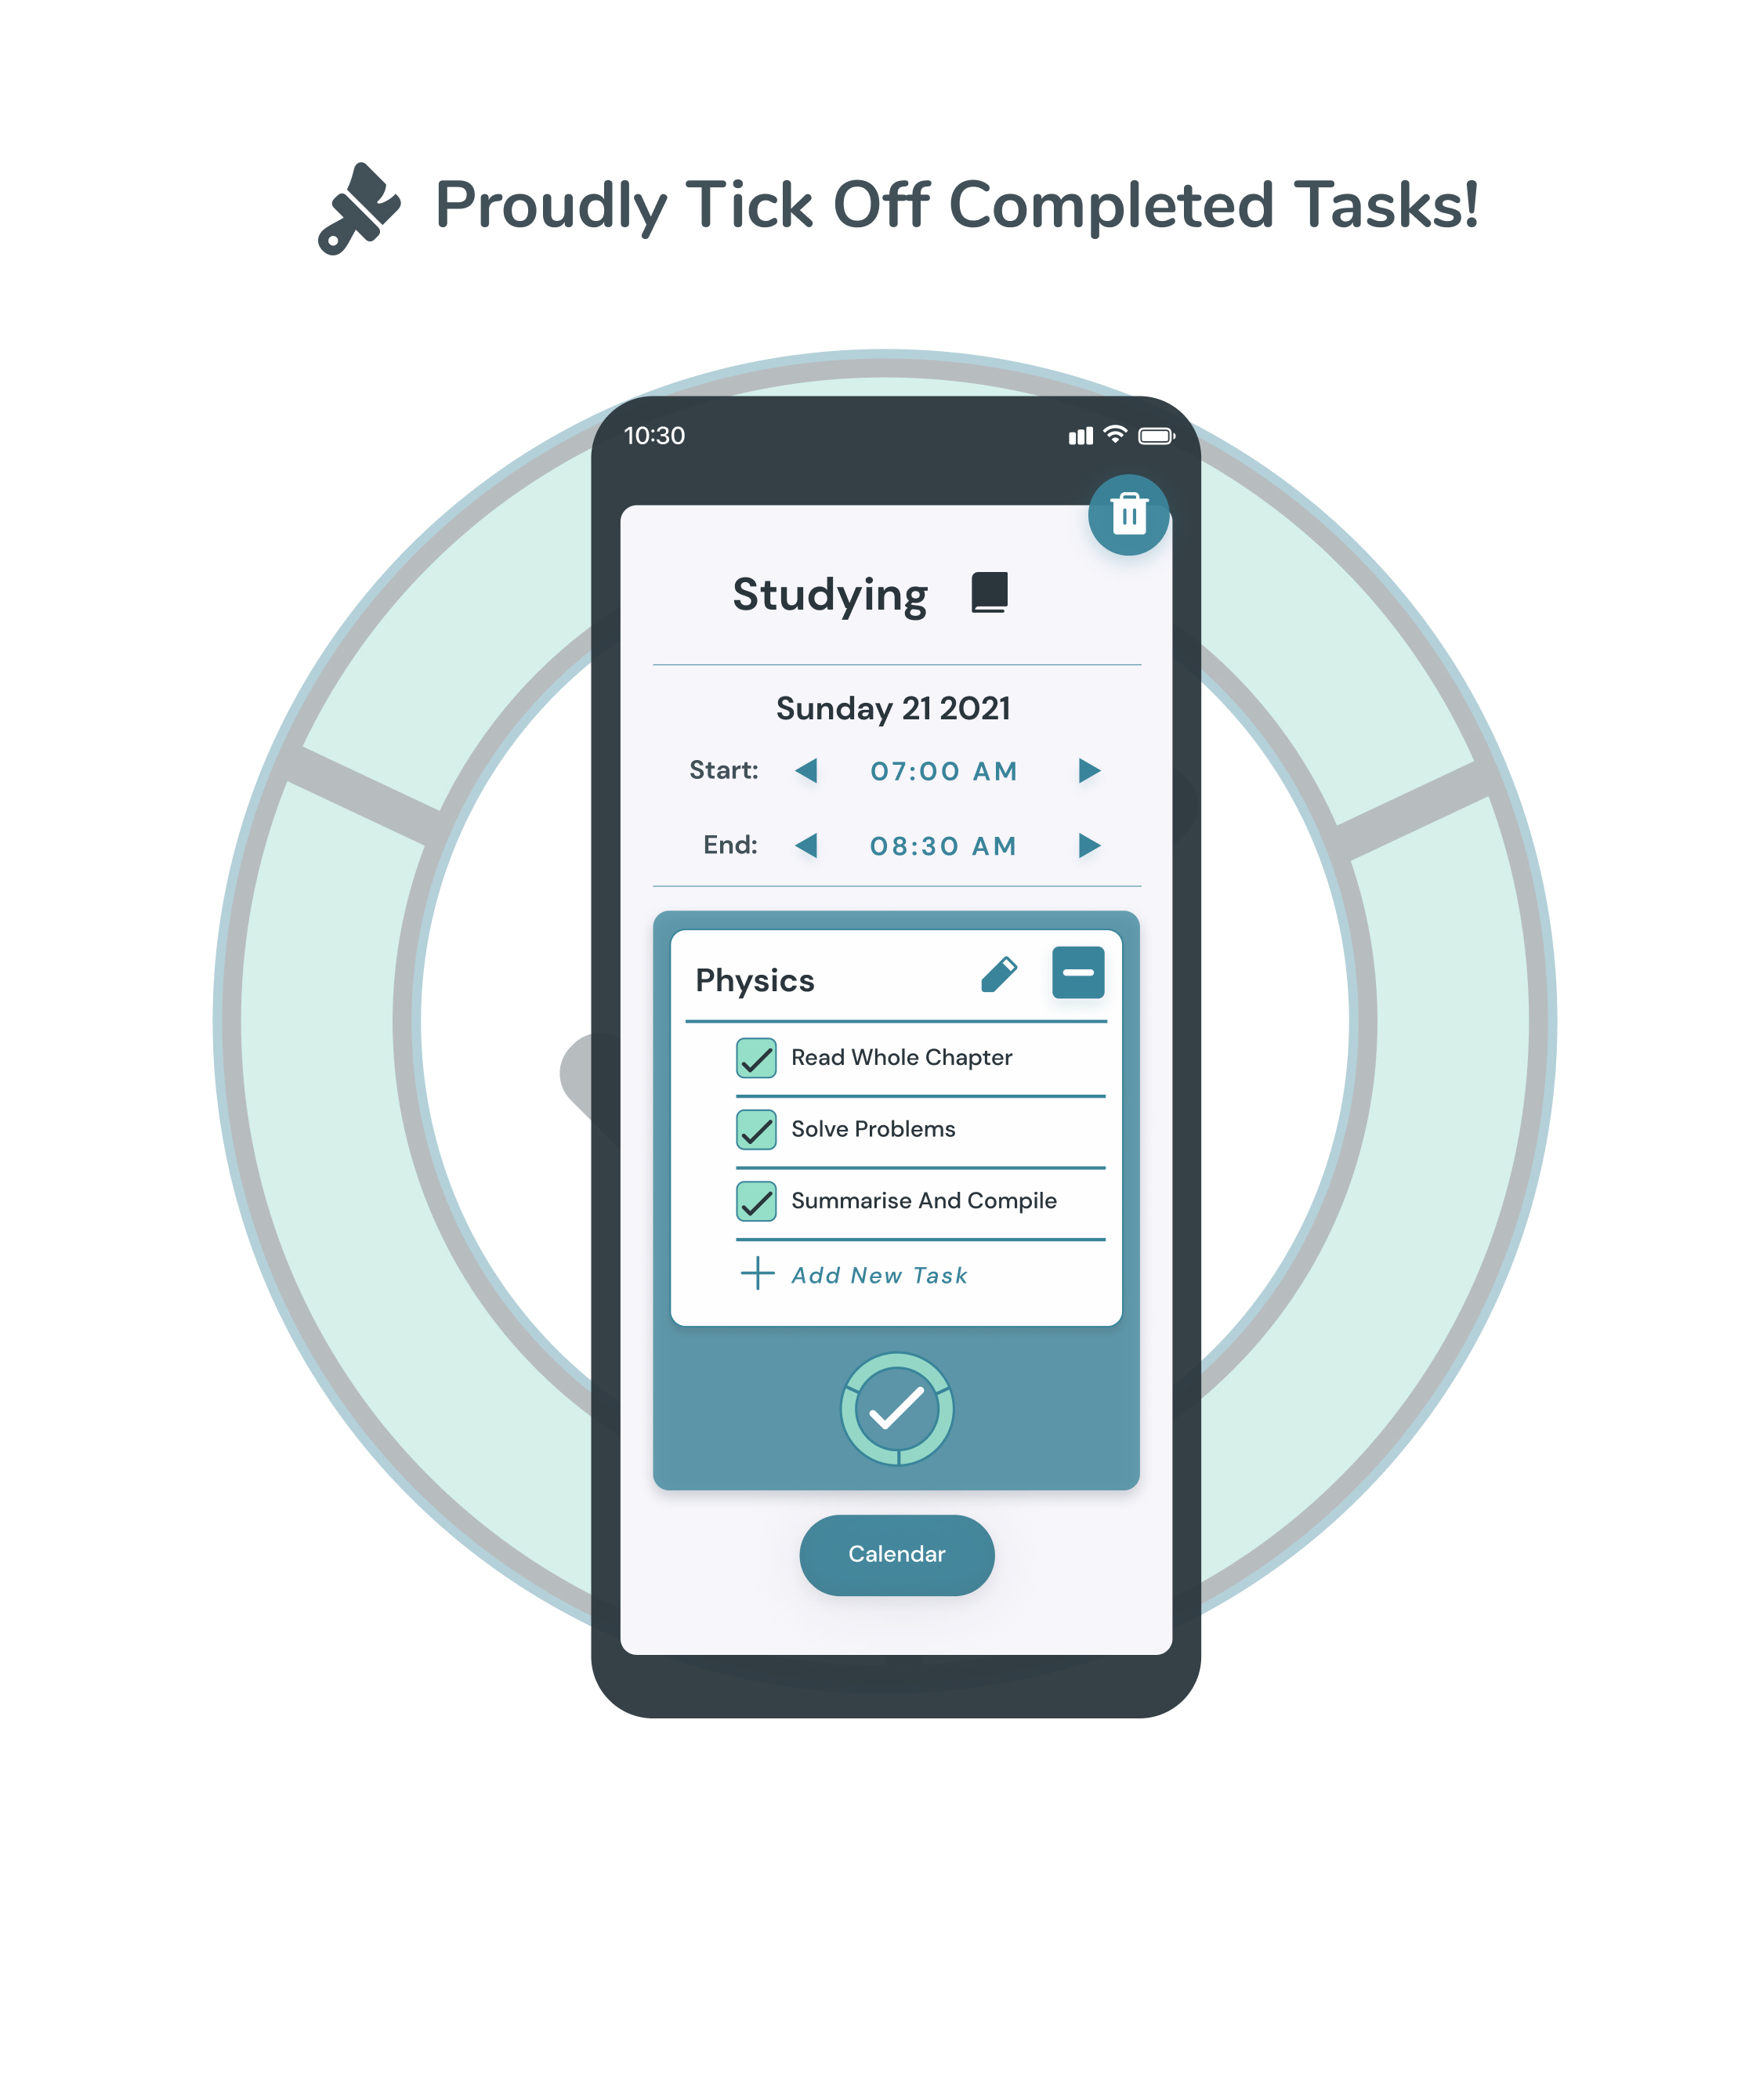 Proudly Tick Off Completed Tasks!
10:30
Studying
Sunday 21 2021
Start: 07:00 AM
End: 08:30 AM
Physics
Read Whole Chapter
Solve Problems
Summarise And Compile
Add New Task
Calendar